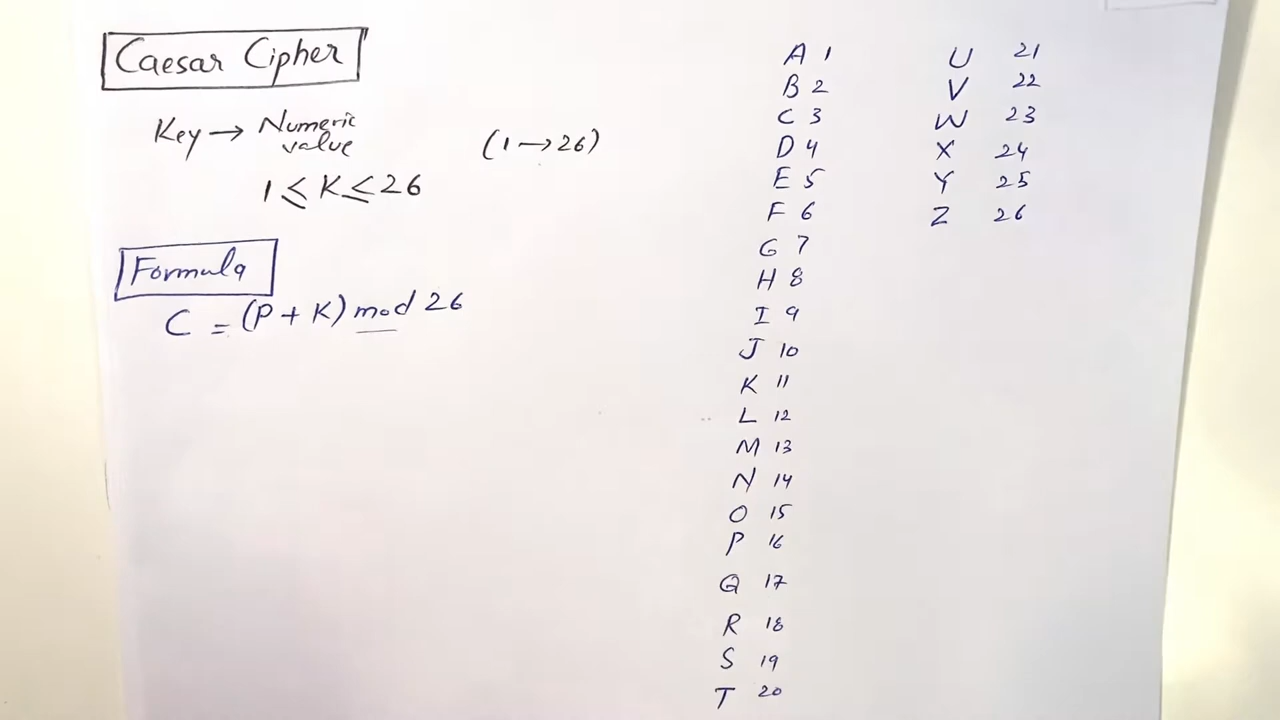 Caesar Cipher
Key → Numeric value
(1 → 26)
1 ≤ K ≤ 26
Formula
C = (P + K) mod 26
A 1
B 2
C 3
D 4
E 5
F 6
G 7
H 8
I 9
J 10
K 11
L 12
M 13
N 14
O 15
P 16
Q 17
R 18
S 19
T 20
U 21
V 22
W 23
X 24
Y 25
Z 26